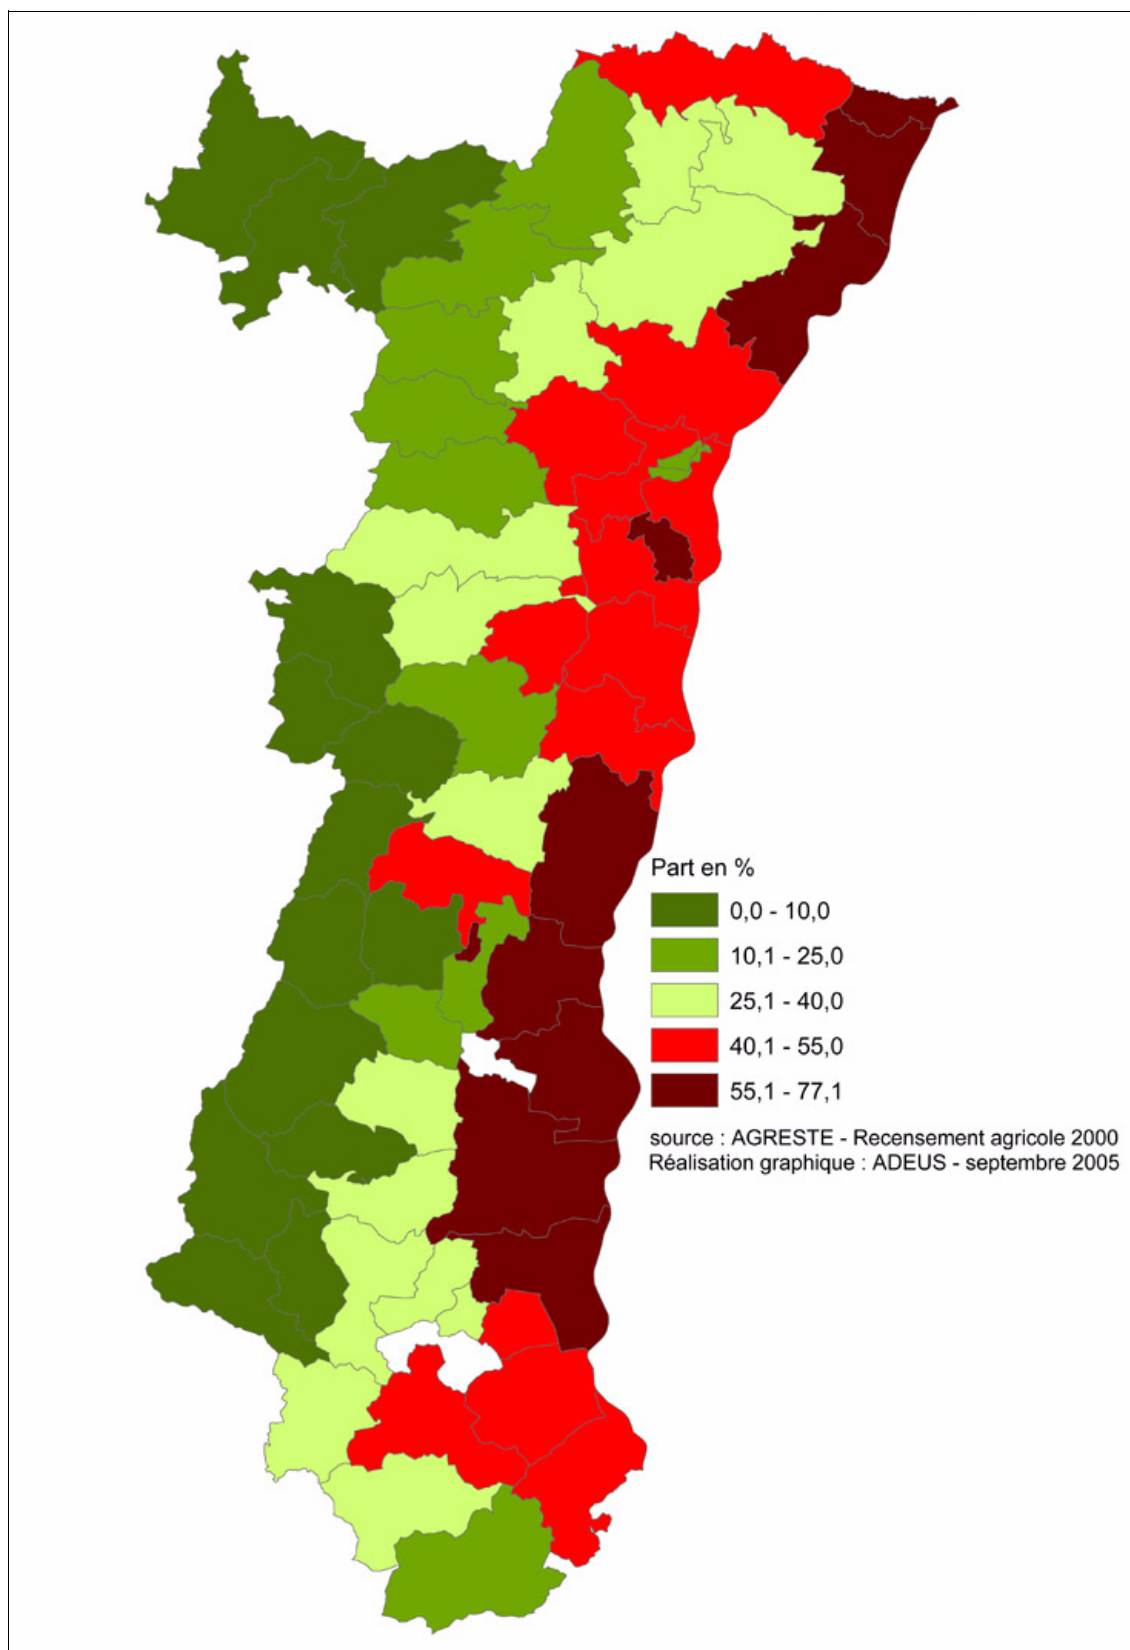 Part en %
0,0 - 10,0
10,1 - 25,0
25,1 - 40,0
40,1 - 55,0
55,1 - 77,1
source : AGRESTE - Recensement agricole 2000
Réalisation graphique : ADEUS - septembre 2005